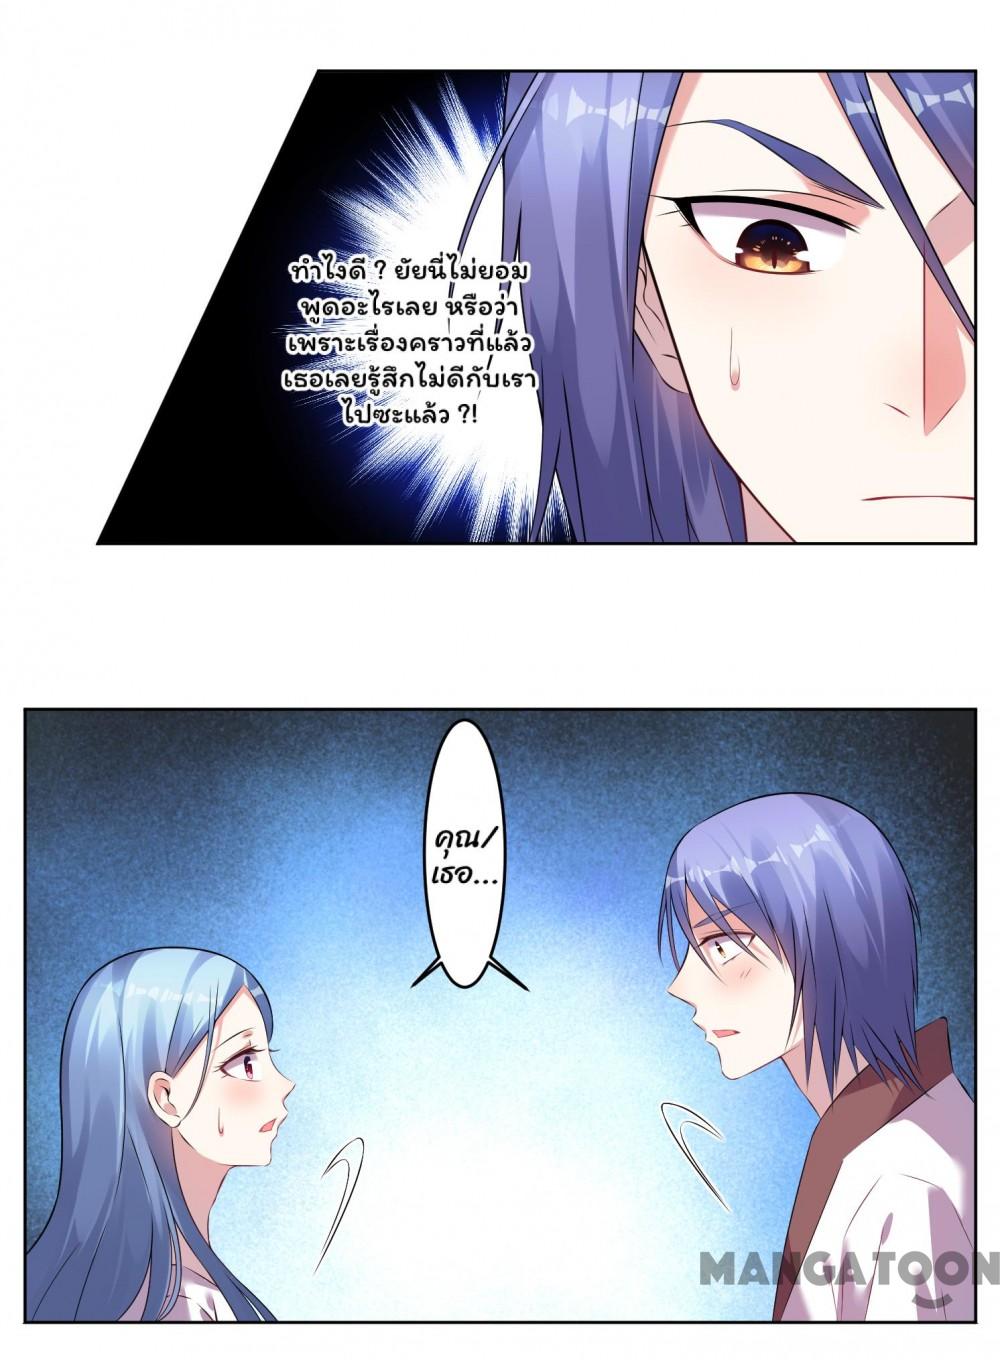 ทำไงดี ? ยัยนี่ไม่ยอม
พูดอะไรเลย หรือว่า
เพราะเรื่องคราวที่แล้ว
เธอเลยรู้สึกไม่ดีกับเรา
ไปซะแล้ว ?!
คุณ/
เธอ...
MANGATOON